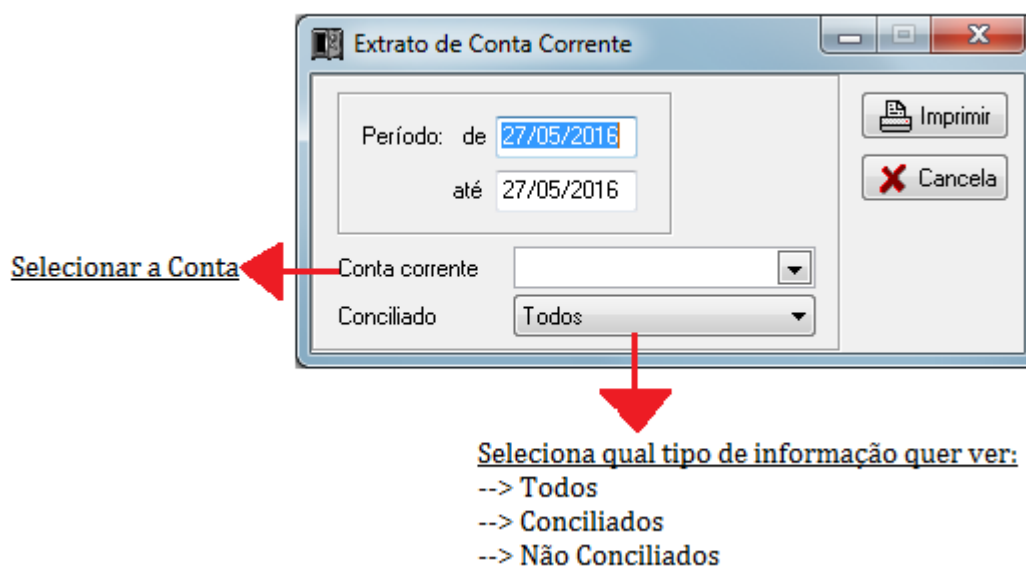 Extrato de Conta Corrente
Período: de 27/05/2016
até 27/05/2016
Imprimir
Cancela
Selecionar a Conta
Conta corrente
Conciliado Todos
Seleciona qual tipo de informação quer ver:
--> Todos
--> Conciliados
--> Não Conciliados